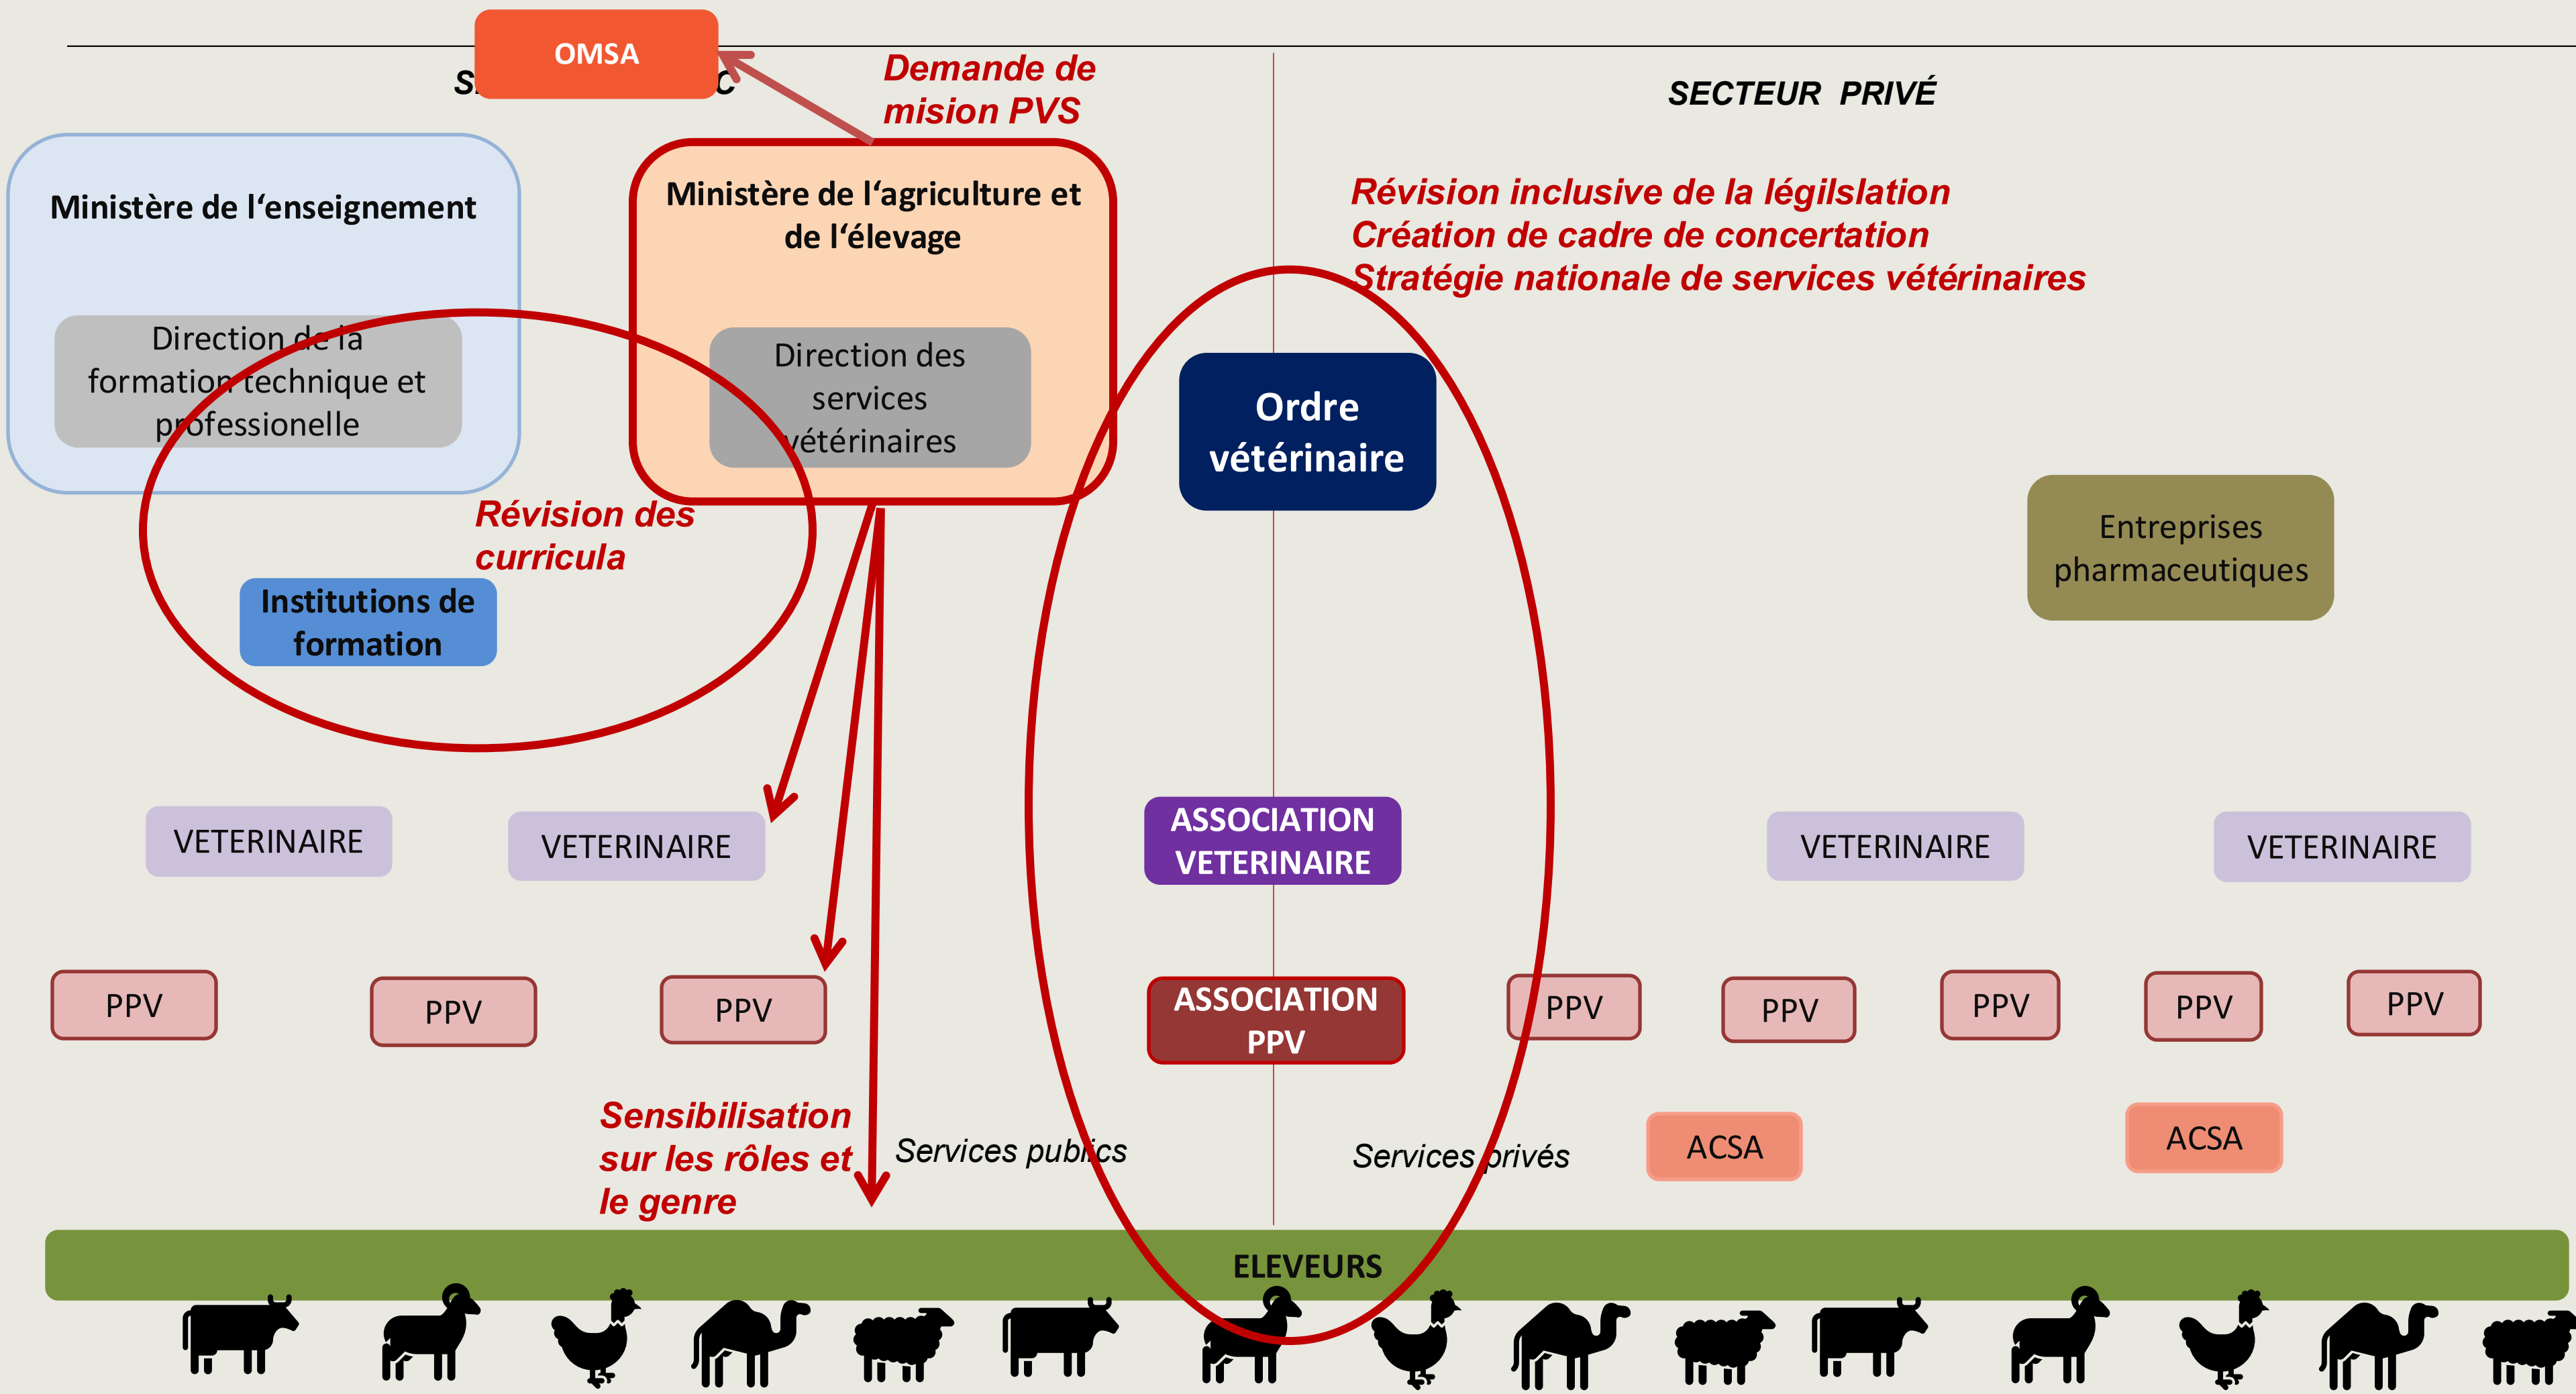 OMSA
Demande de
mision PVS
SECTEUR PRIVÉ
Ministère de l‘enseignement
Ministère de l‘agriculture et
de l‘élevage
Révision inclusive de la légilslation
Création de cadre de concertation
Stratégie nationale de services vétérinaires
Direction de la
formation technique et
professionelle
Direction des
services
vétérinaires
Ordre
vétérinaire
Révision des
curricula
Entreprises
pharmaceutiques
Institutions de
formation
VETERINAIRE
VETERINAIRE
ASSOCIATION
VETERINAIRE
VETERINAIRE
VETERINAIRE
PPV
PPV
PPV
ASSOCIATION
PPV
PPV
PPV
PPV
PPV
PPV
Sensibilisation
sur les rôles et
le genre
Services publics
Services privés
ACSA
ACSA
ELEVEURS